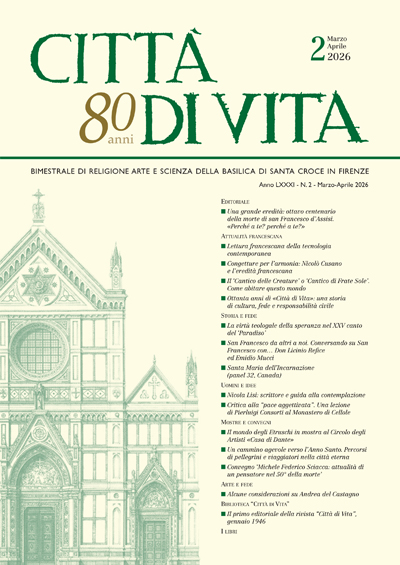 CITTÀ
80
anni
DI VITA
2 Marzo
Aprile
2026
BIMESTRALE DI RELIGIONE ARTE E SCIENZA DELLA BASILICA DI SANTA CROCE IN FIRENZE
Anno LXXXI - N. 2 - Marzo-Aprile 2026
EDITORIALE
■ Una grande eredità: ottavo centenario
della morte di san Francesco d'Assisi.
«Perché a te? perché a te?»
ATTUALITÀ FRANCESCANA
■ Lettura francescana della tecnologia
contemporanea
■ Congetture per l'armonia: Nicolò Cusano
e l'eredità francescana
■ Il 'Cantico delle Creature' o 'Cantico di Frate Sole'.
Come abitare questo mondo
■ Ottanta anni di «Città di Vita»: una storia
di cultura, fede e responsabilità civile
STORIA E FEDE
■ La virtù teologale della speranza nel XXV canto
del 'Paradiso'
■ San Francesco da altri a noi. Conversando su San
Francesco con... Don Licinio Refice
ed Emidio Mucci
■ Santa Maria dell'Incarnazione
(panel 32, Canada)
UOMINI E IDEE
■ Nicola Lisi: scrittore e guida alla contemplazione
■ Critica alla "pace aggettivata". Una lezione
di Pierluigi Consorti al Monastero di Cellole
MOSTRE E CONVEGNI
■ Il mondo degli Etruschi in mostra al Circolo degli
Artisti «Casa di Dante»
■ Un cammino agevole verso l'Anno Santo. Percorsi
di pellegrini e viaggiatori nella città eterna
■ Convegno 'Michele Federico Sciacca: attualità di
un pensatore nel 50° della morte'
ARTE E FEDE
■ Alcune considerazioni su Andrea del Castagno
BIBLIOTECA "CITTÀ DI VITA"
■ Il primo editoriale della rivista "Città di Vita",
gennaio 1946
I LIBRI